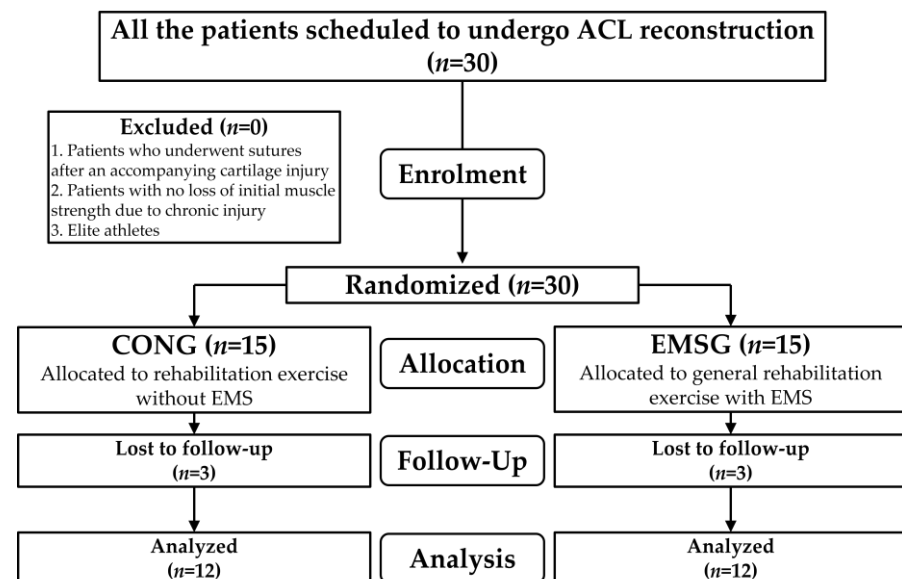 All the patients scheduled to undergo ACL reconstruction
(n=30)
Excluded (n=0)
1. Patients who underwent sutures
after an accompanying cartilage injury
2. Patients with no loss of initial muscle
strength due to chronic injury
3. Elite athletes
Enrolment
Randomized (n=30)
CONG (n=15)
Allocated to rehabilitation exercise
without EMS
Allocation
EMSG (n=15)
Allocated to general rehabilitation
exercise with EMS
Lost to follow-up
(n=3)
Follow-Up
Lost to follow-up
(n=3)
Analyzed
(n=12)
Analysis
Analyzed
(n=12)